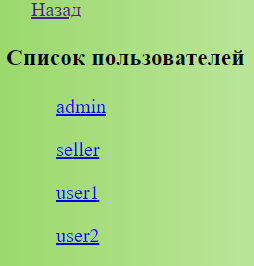 Назад
Список пользователей
admin
seller
user1
user2